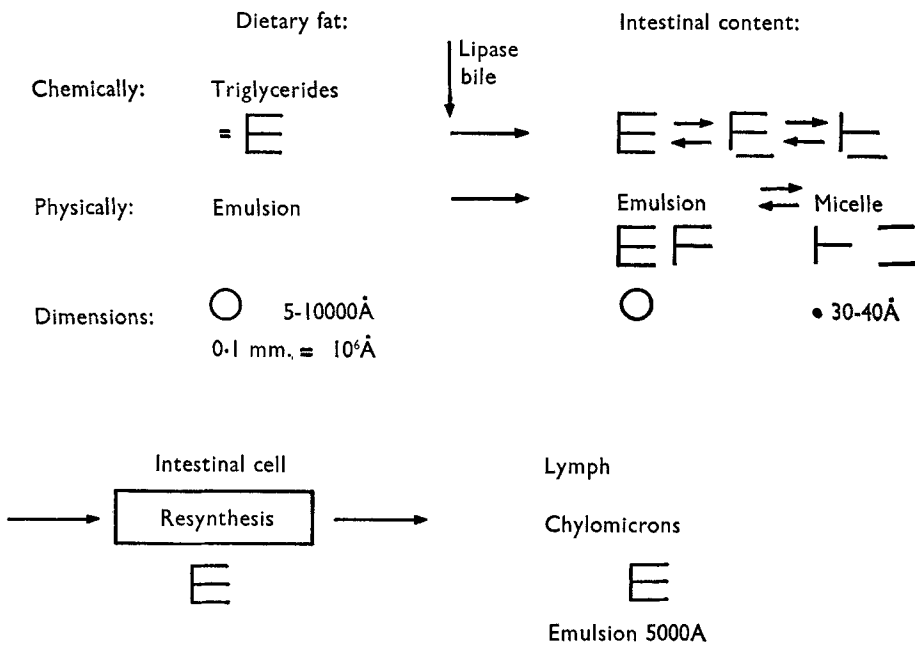 Dietary fat:
Intestinal content:
Lipase
bile
Chemically:
Triglycerides
=
Physically:
Emulsion
Emulsion
Micelle
Dimensions:
5-10000Å
30-40Å
0·1 mm. = 10⁶Å
Intestinal cell
Lymph
Resynthesis
Chylomicrons
Emulsion 5000A